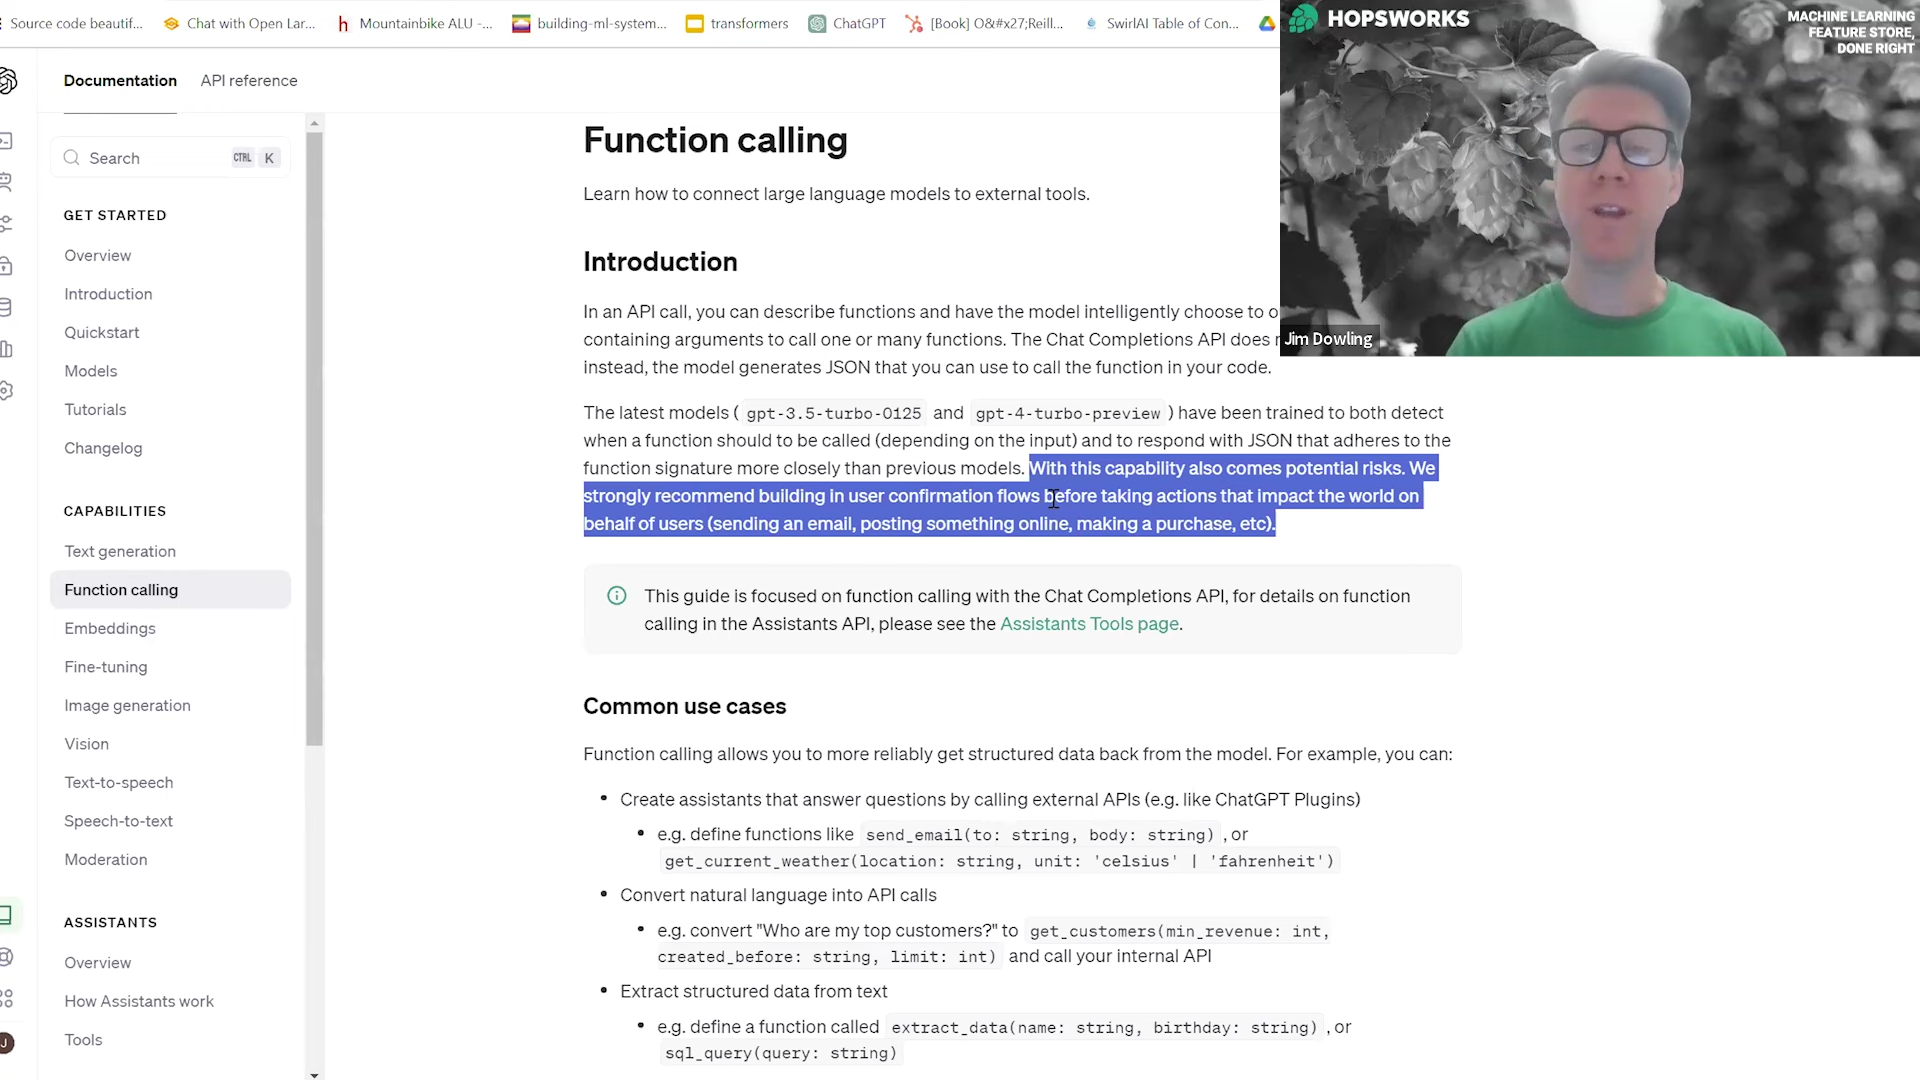 Source code beautif...
Chat with Open Lar...
Mountainbike ALU -...
building-ml-system...
transformers
ChatGPT
[Book] O&#x27;Reill...
SwirlAI Table of Con...
HOPSWORKS
MACHINE LEARNING
FEATURE STORE,
DONE RIGHT
Jim Dowling
Documentation
API reference
Search
CTRL
K
GET STARTED
Overview
Introduction
Quickstart
Models
Tutorials
Changelog
CAPABILITIES
Text generation
Function calling
Embeddings
Fine-tuning
Image generation
Vision
Text-to-speech
Speech-to-text
Moderation
ASSISTANTS
Overview
How Assistants work
Tools
J
Function calling
Learn how to connect large language models to external tools.
Introduction
In an API call, you can describe functions and have the model intelligently choose to o
containing arguments to call one or many functions. The Chat Completions API does
instead, the model generates JSON that you can use to call the function in your code.
The latest models ( gpt-3.5-turbo-0125 and gpt-4-turbo-preview ) have been trained to both detect
when a function should to be called (depending on the input) and to respond with JSON that adheres to the
function signature more closely than previous models. With this capability also comes potential risks. We
strongly recommend building in user confirmation flows before taking actions that impact the world on
behalf of users (sending an email, posting something online, making a purchase, etc).
This guide is focused on function calling with the Chat Completions API, for details on function
calling in the Assistants API, please see the Assistants Tools page.
Common use cases
Function calling allows you to more reliably get structured data back from the model. For example, you can:
• Create assistants that answer questions by calling external APIs (e.g. like ChatGPT Plugins)
• e.g. define functions like send_email(to: string, body: string) , or
get_current_weather(location: string, unit: 'celsius' | 'fahrenheit')
• Convert natural language into API calls
• e.g. convert "Who are my top customers?" to get_customers(min_revenue: int,
created_before: string, limit: int) and call your internal API
• Extract structured data from text
• e.g. define a function called extract_data(name: string, birthday: string) , or
sql_query(query: string)